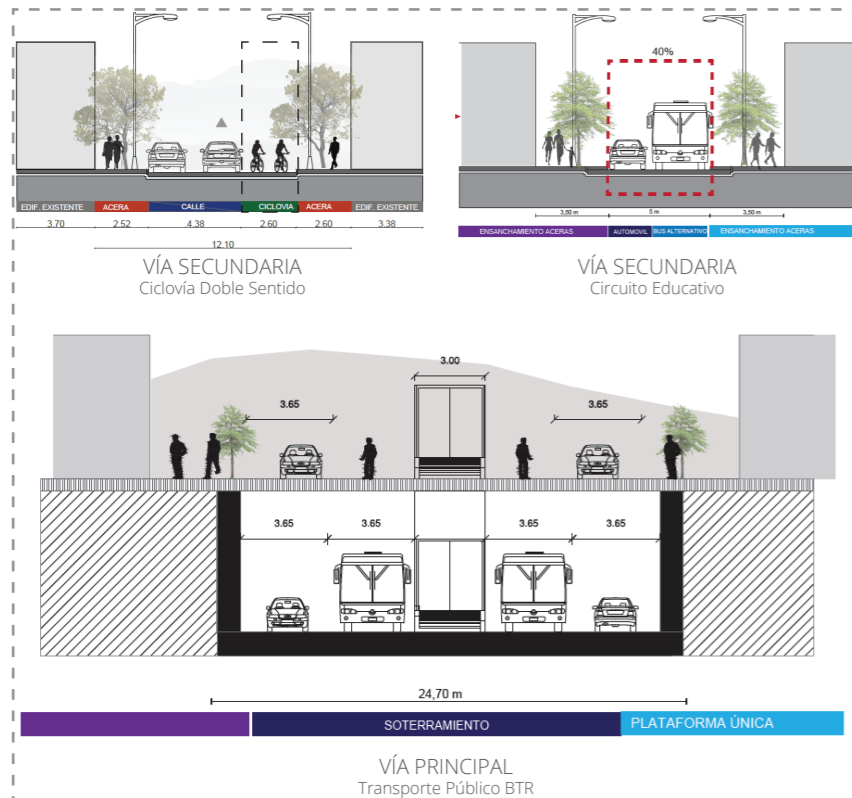 EDIF. EXISTENTE ACERA CALLE CICLOVIA ACERA EDIF. EXISTENTE
3.70 2.52 4.38 2.60 2.60 3.38
12.10
VÍA SECUNDARIA
Ciclovía Doble Sentido
40%
3,50 m 5 m 3,50 m
ENSANCHAMIENTO ACERAS AUTOMOVIL BUS ALTERNATIVO ENSANCHAMIENTO ACERAS
VÍA SECUNDARIA
Circuito Educativo
3.00
3.65 3.65
3.65 3.65 3.65 3.65
24,70 m
SOTERRAMIENTO PLATAFORMA ÚNICA
VÍA PRINCIPAL
Transporte Público BTR